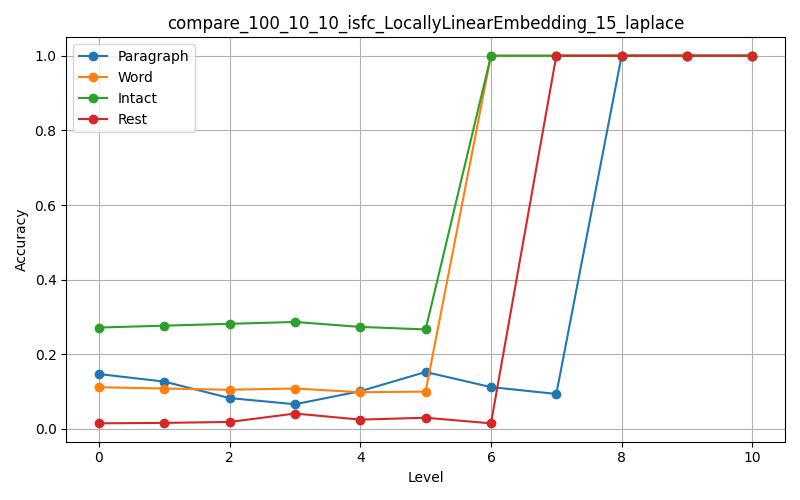 compare_100_10_10_isfc_LocallyLinearEmbedding_15_laplace
Paragraph
Word
Intact
Rest
Accuracy
1.0
0.8
0.6
0.4
0.2
0.0
0 2 4 6 8 10
Level